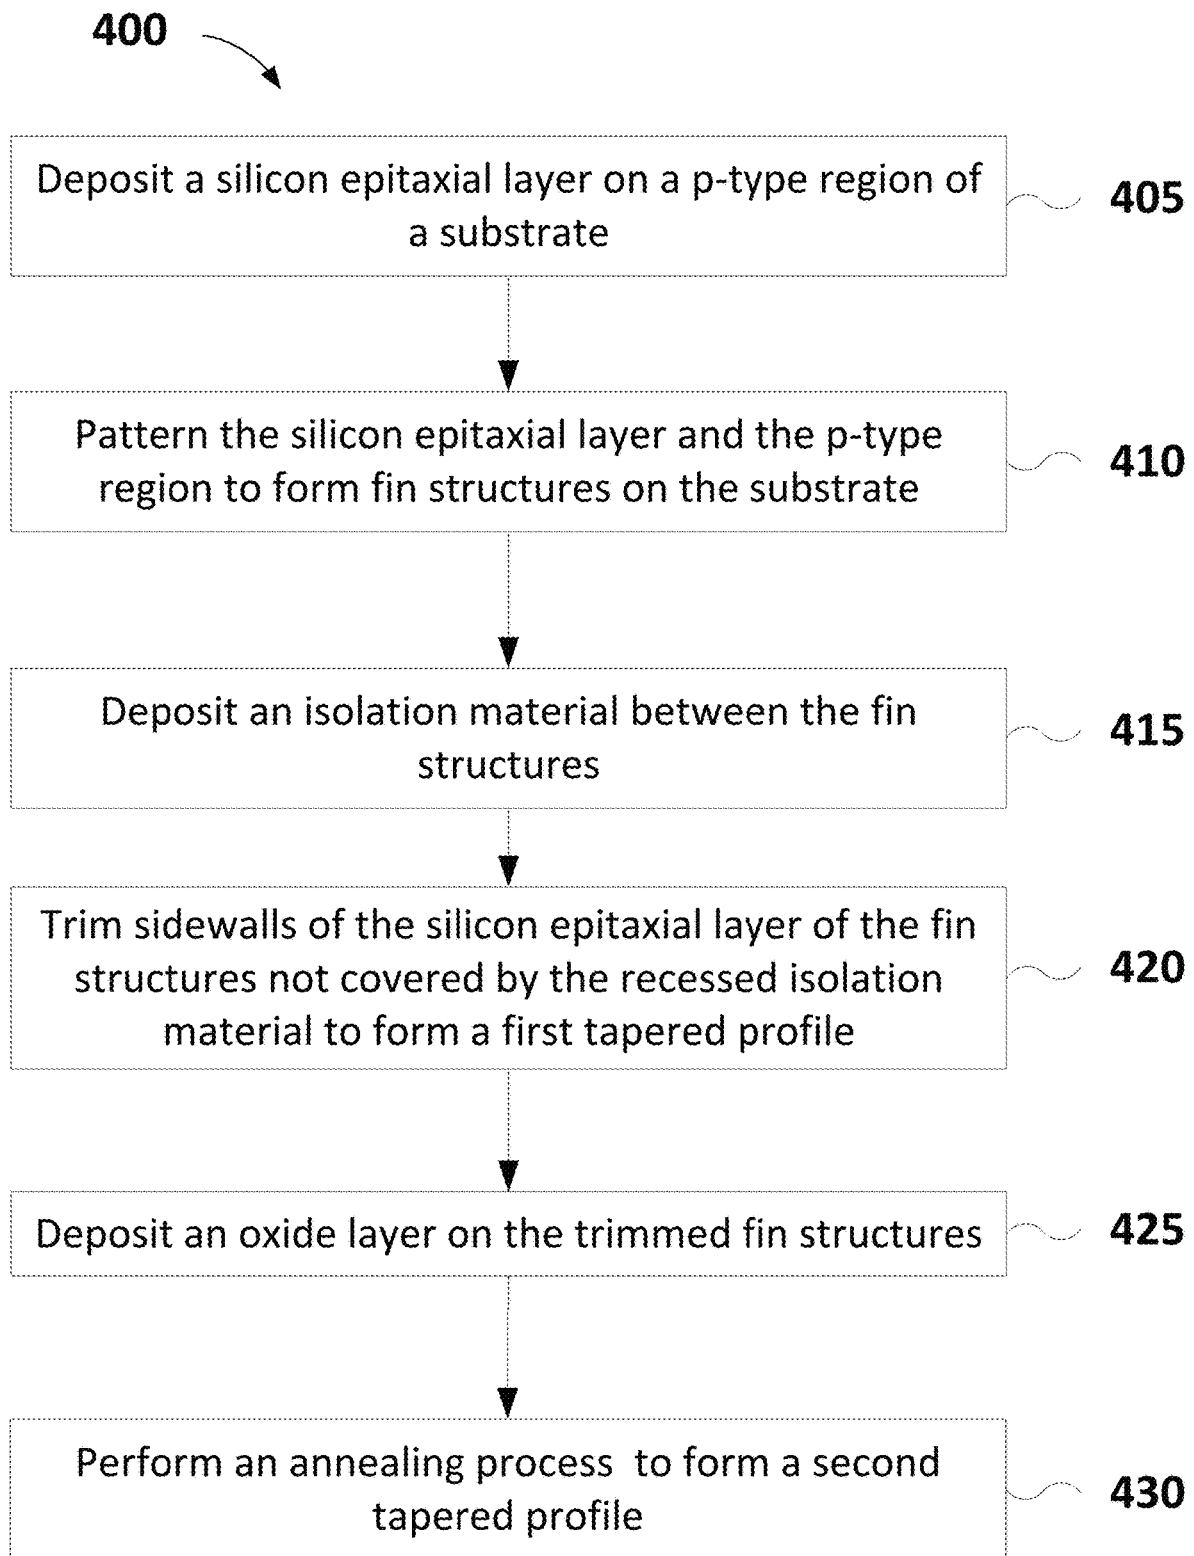 400
Deposit a silicon epitaxial layer on a p-type region of
a substrate
405
Pattern the silicon epitaxial layer and the p-type
region to form fin structures on the substrate
410
Deposit an isolation material between the fin
structures
415
Trim sidewalls of the silicon epitaxial layer of the fin
structures not covered by the recessed isolation
material to form a first tapered profile
420
Deposit an oxide layer on the trimmed fin structures
425
Perform an annealing process to form a second
tapered profile
430